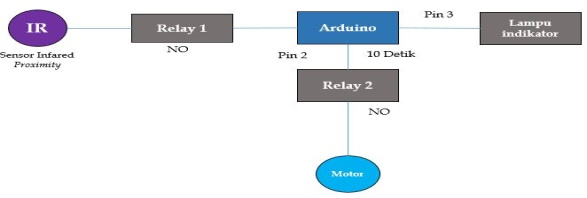 IR
Sensor Infared
Proximity
Relay 1
NO
Arduino
Pin 3
Lampu
indikator
Pin 2
10 Detik
Relay 2
NO
Motor